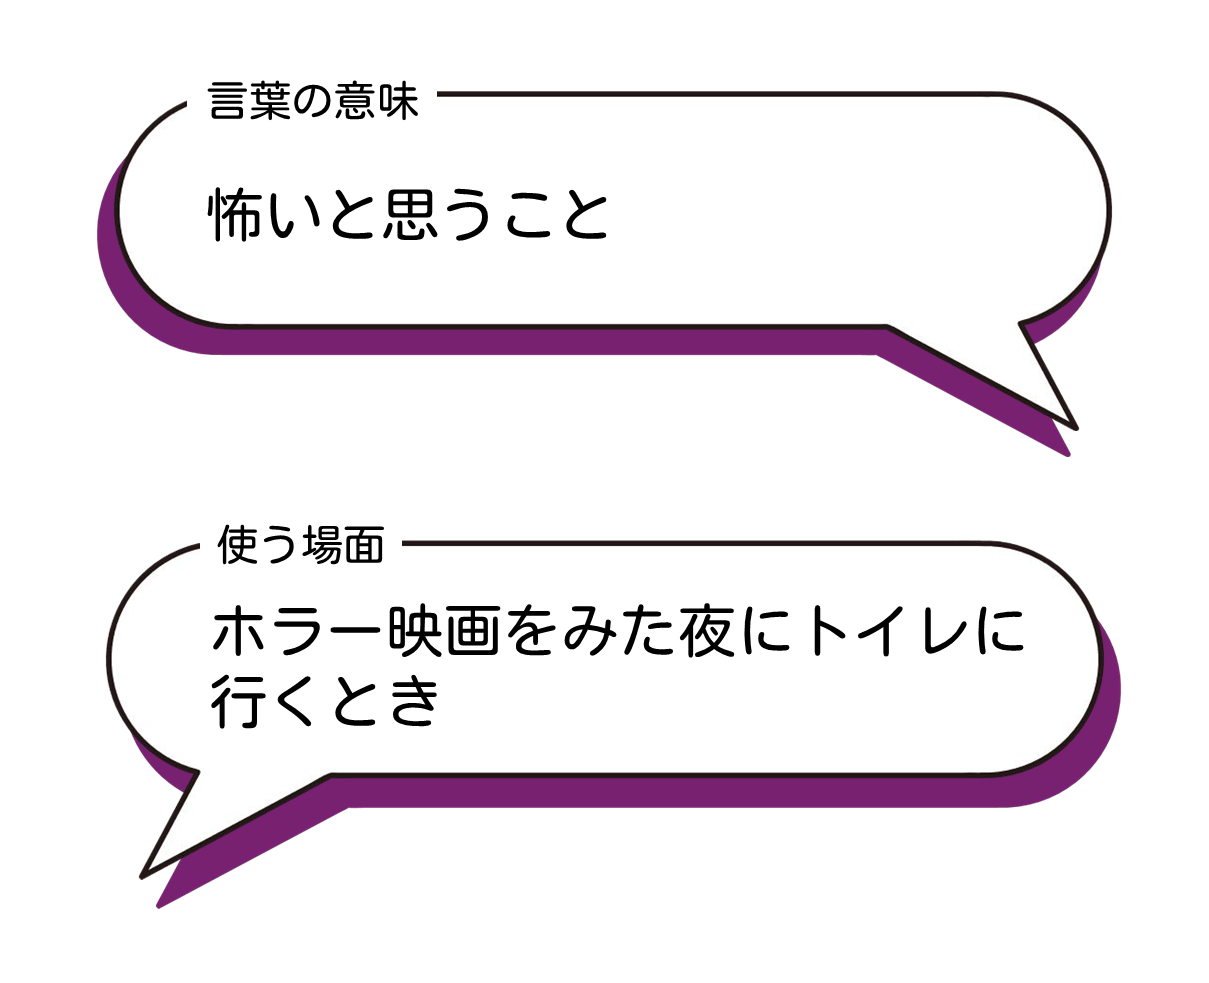 言葉の意味
怖いと思うこと
使う場面
ホラー映画をみた夜にトイレに
行くとき